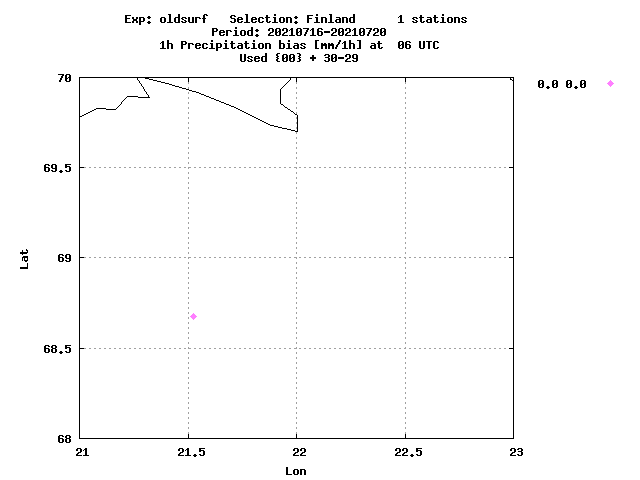 Exp: oldsurf Selection: Finland 1 stations
Period: 20210716-20210720
1h Precipitation bias [mm/1h] at 06 UTC
Used {00} + 30-29
70
0.0 0.0
69.5
69
Lat
68.5
68
21
21.5
22
22.5
23
Lon